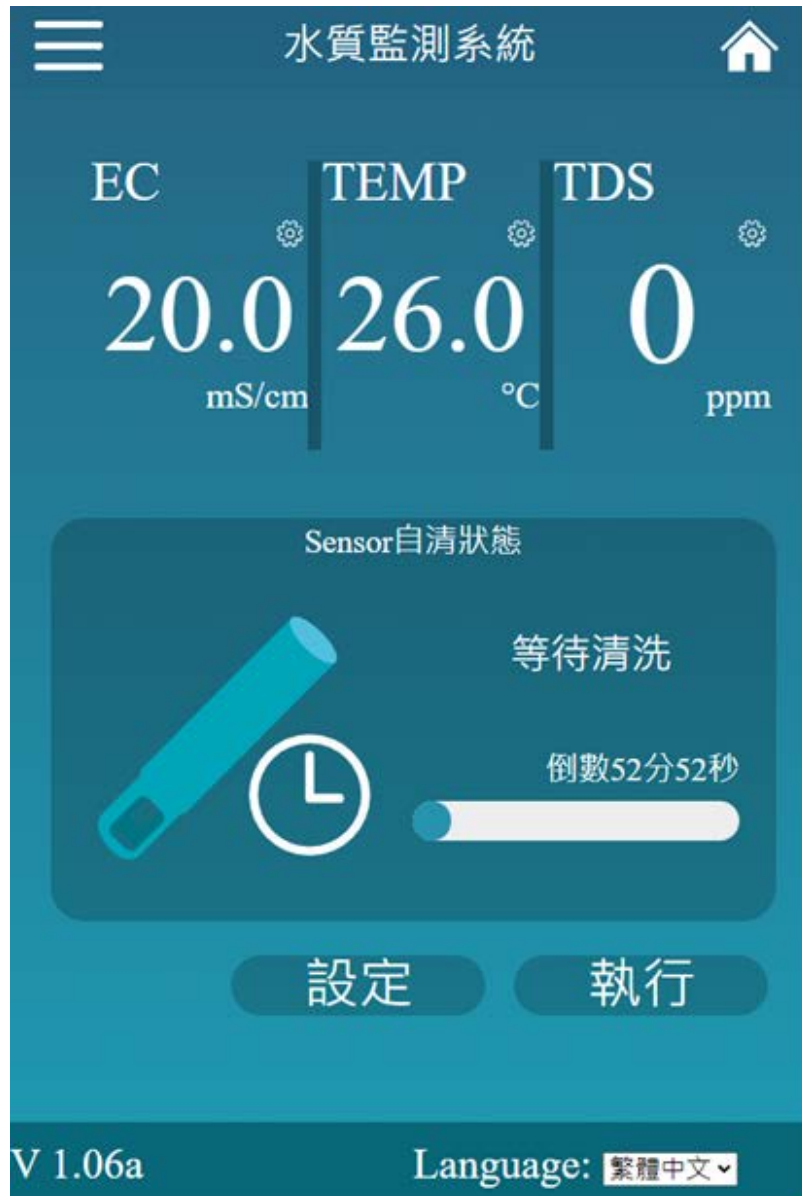 水質監測系統
EC TEMP TDS
20.0 26.0 0
mS/cm °C ppm
Sensor自清狀態
等待清洗
倒數52分52秒
設定 執行
V 1.06a Language: 繁體中文